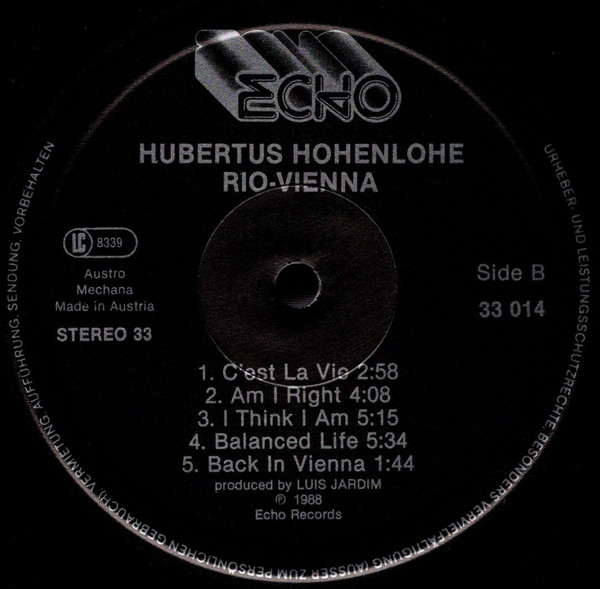 ECHO
HUBERTUS HOHENLOHE
RIO-VIENNA
LC 8339
Austro
Mechana
Made in Austria
STEREO 33
Side B
33 014
1. C'est La Vie 2:58
2. Am I Right 4:08
3. I Think I Am 5:15
4. Balanced Life 5:34
5. Back In Vienna 1:44
produced by LUIS JARDIM
℗ 1988
Echo Records
URHEBER- UND LEISTUNGSSCHUTZRECHTE, BESONDERS VERVIELFÄLTIGUNG (AUSSER ZUM PERSÖNLICHEN GEBRAUCH), VERMIETUNG, AUFFÜHRUNG, SENDUNG, VORBEHALTEN